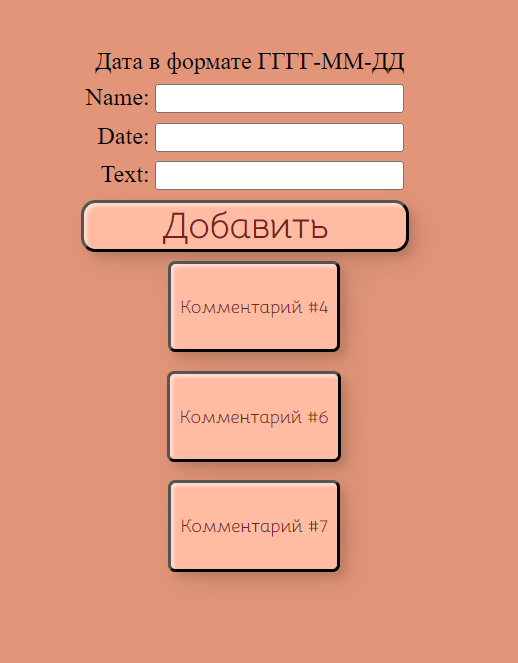 Дата в формате ГГГГ-ММ-ДД
Name:
Date:
Text:
Добавить
Комментарий #4
Комментарий #6
Комментарий #7